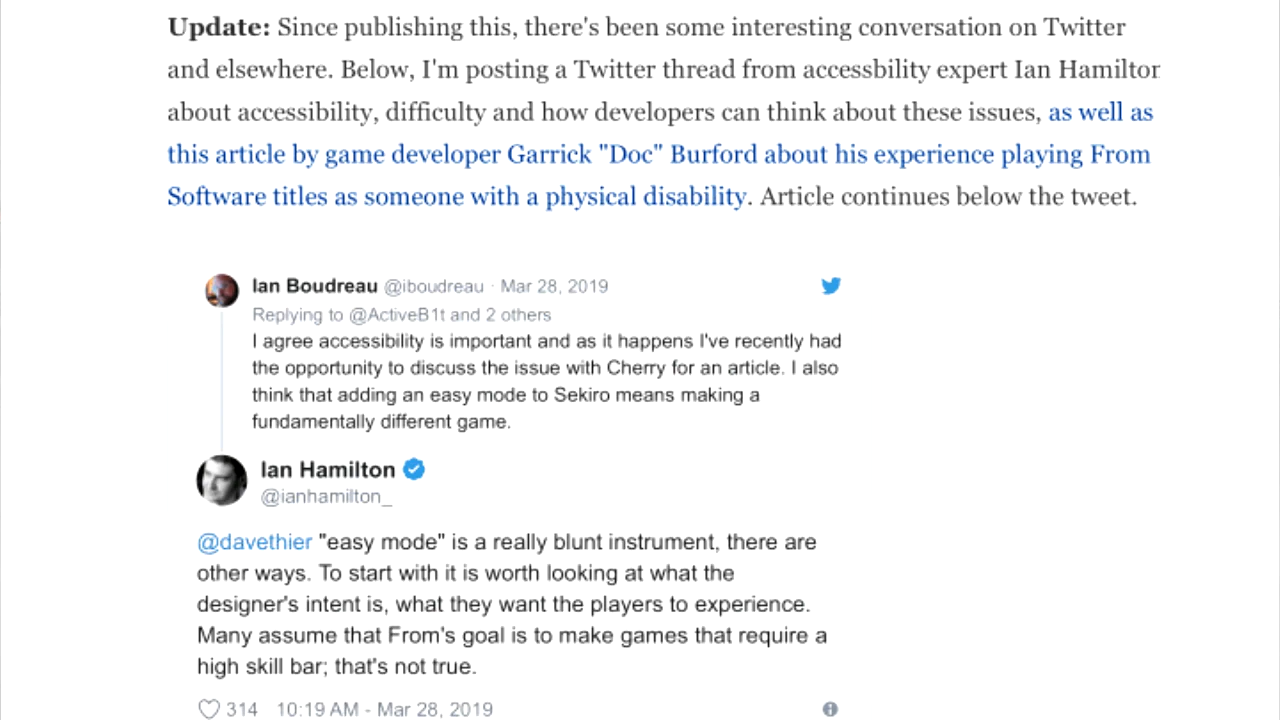 Update: Since publishing this, there's been some interesting conversation on Twitter
and elsewhere. Below, I'm posting a Twitter thread from accessbility expert Ian Hamilton
about accessibility, difficulty and how developers can think about these issues, as well as
this article by game developer Garrick "Doc" Burford about his experience playing From
Software titles as someone with a physical disability. Article continues below the tweet.
Ian Boudreau @iboudreau · Mar 28, 2019
Replying to @ActiveB1t and 2 others
I agree accessibility is important and as it happens I've recently had
the opportunity to discuss the issue with Cherry for an article. I also
think that adding an easy mode to Sekiro means making a
fundamentally different game.
Ian Hamilton
@ianhamilton_
@davethier "easy mode" is a really blunt instrument, there are
other ways. To start with it is worth looking at what the
designer's intent is, what they want the players to experience.
Many assume that From's goal is to make games that require a
high skill bar; that's not true.
314 10:19 AM - Mar 28, 2019